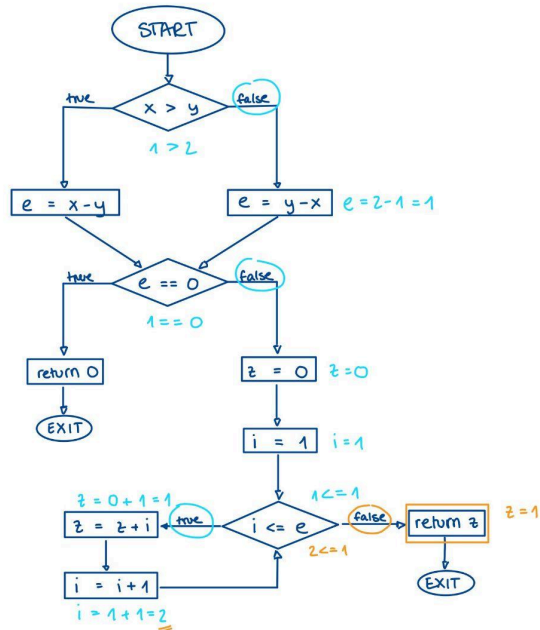 START
true
x > y
false
1 > 2
e = x-y
e = y-x
e = 2-1 = 1
true
e == 0
false
1 == 0
return 0
z = 0
z = 0
EXIT
i = 1
i = 1
z = 0 + 1 = 1
1 <= 1
z = z + i
true
i <= e
false
return z
z = 1
2 <= 1
i = i+1
EXIT
i = 1 + 1 = 2